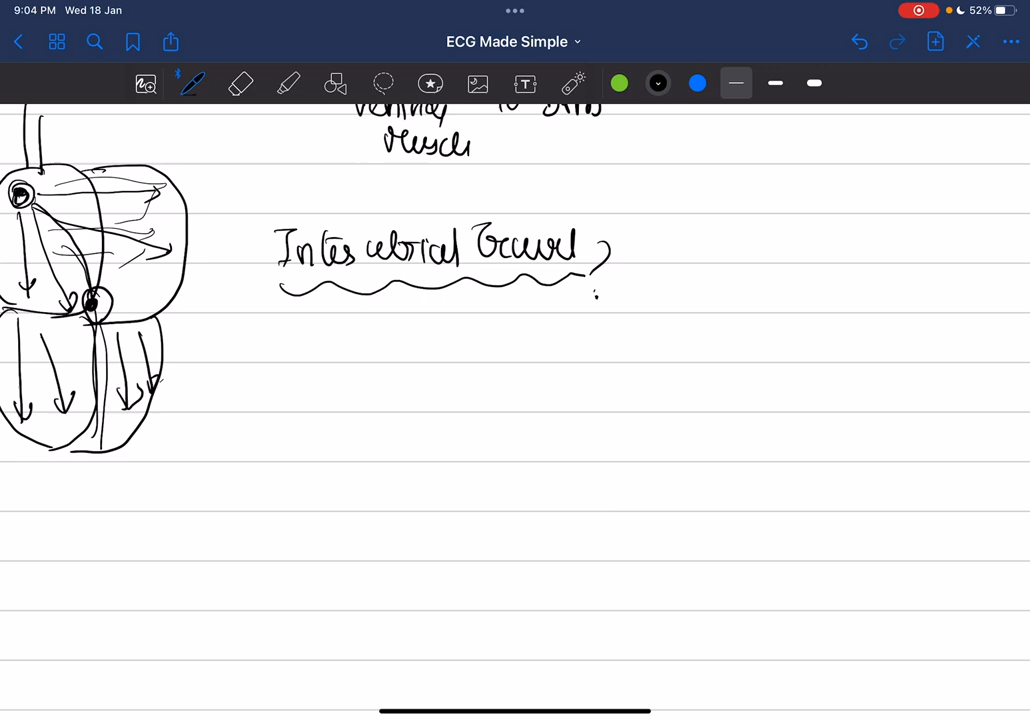 9:04 PM Wed 18 Jan
52%
ECG Made Simple
T
Muscle
Inter atrial Travel ?